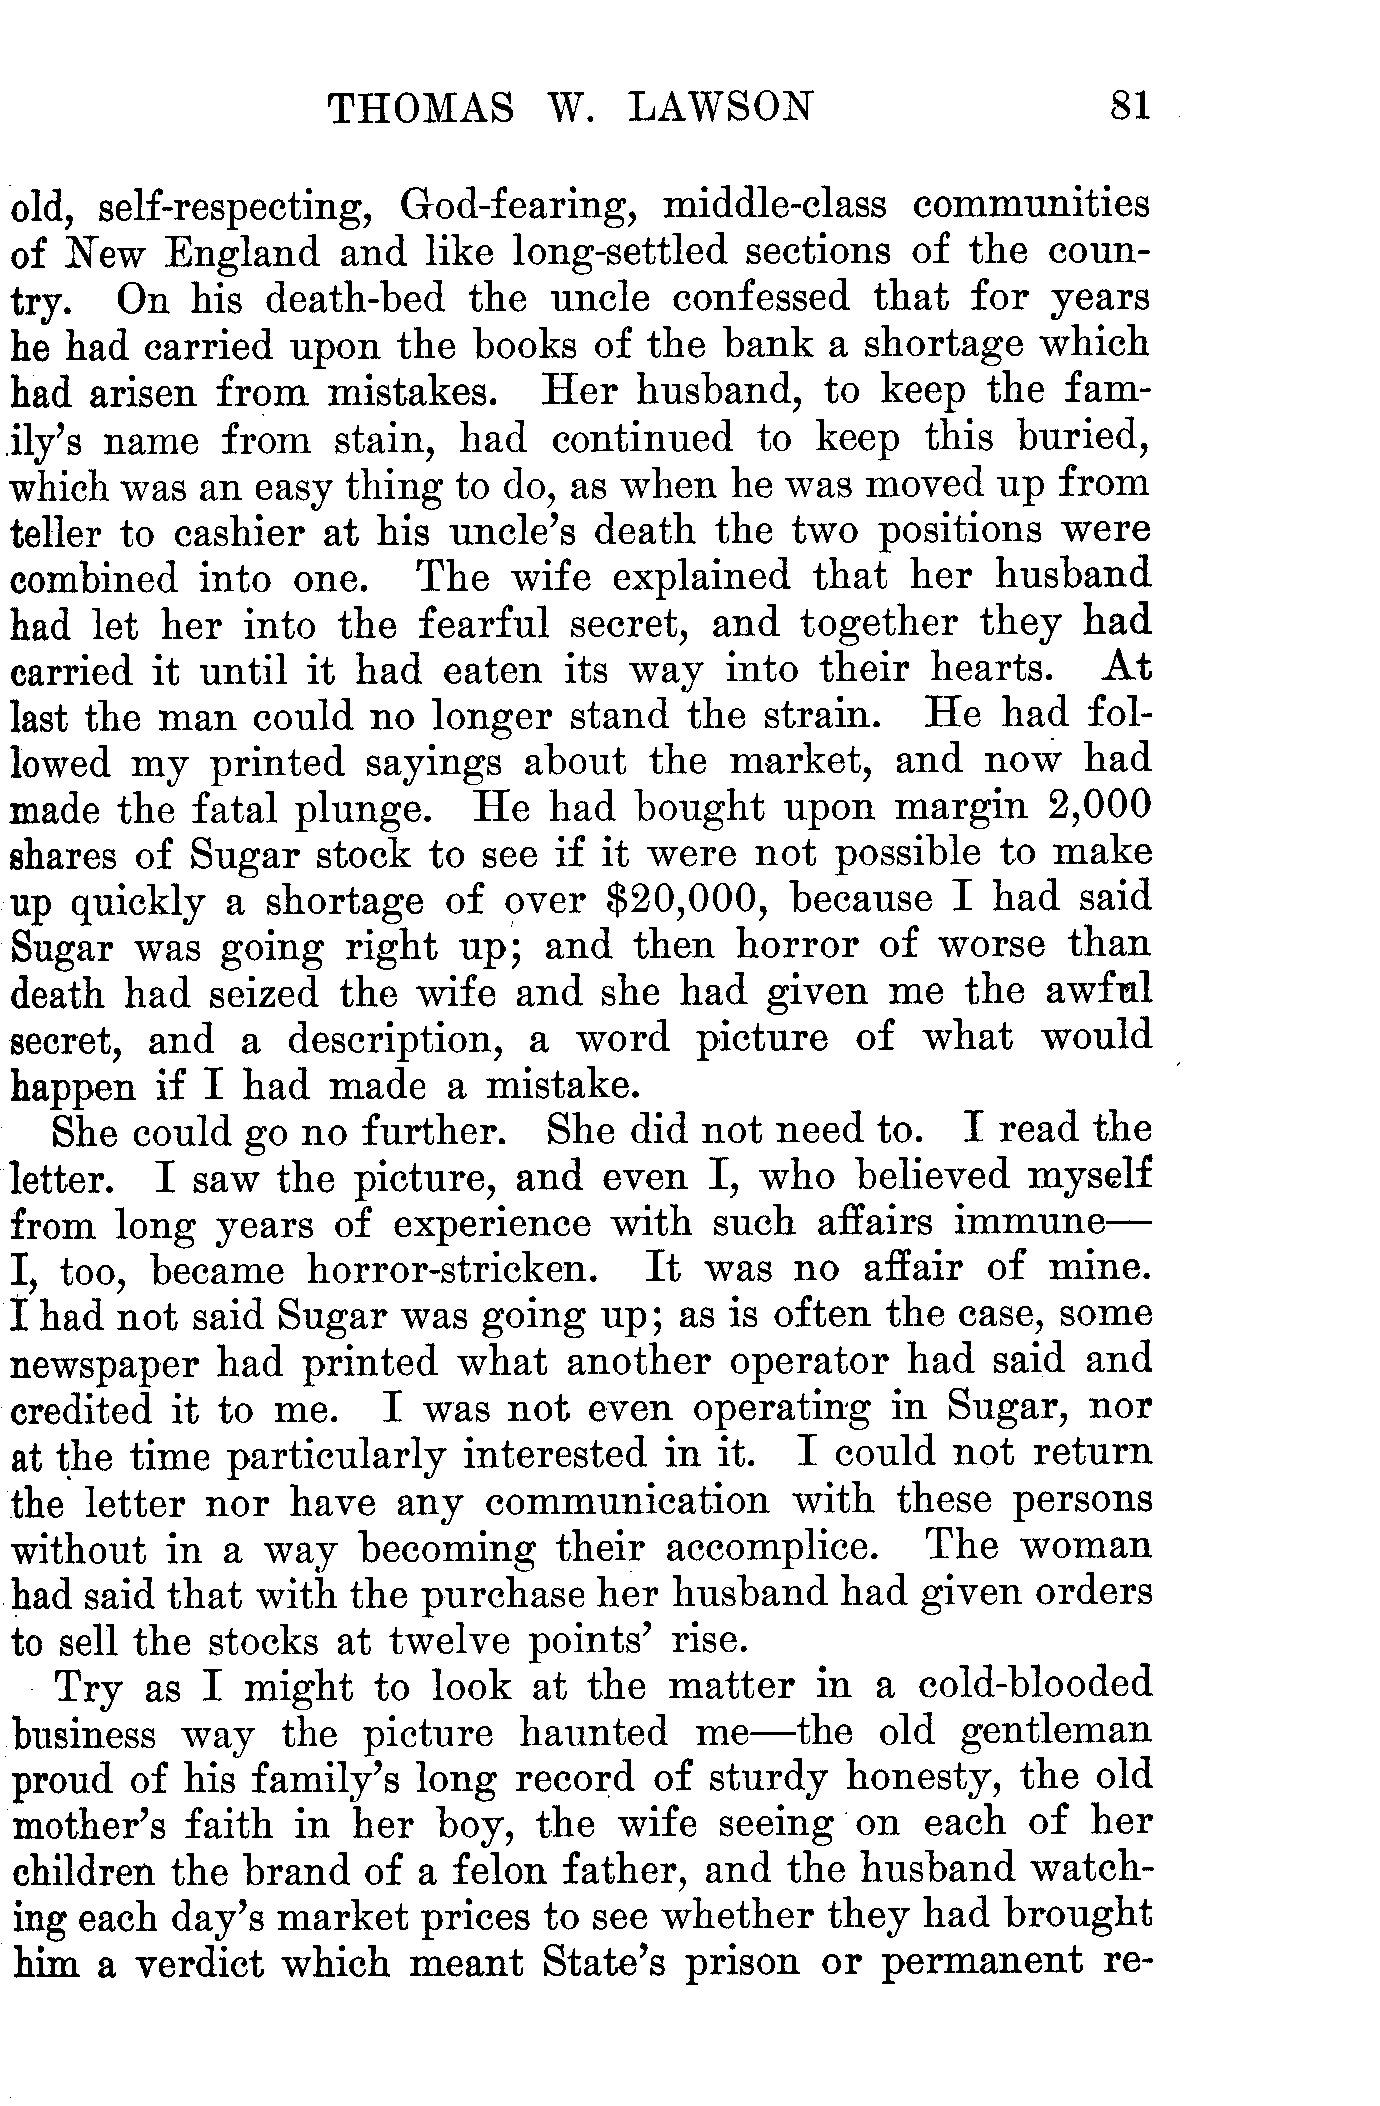 THOMAS W. LAWSON 81
old, self-respecting, God-fearing, middle-class communities
of New England and like long-settled sections of the coun-
try. On his death-bed the uncle confessed that for years
he had carried upon the books of the bank a shortage which
had arisen from mistakes. Her husband, to keep the fam-
ily's name from stain, had continued to keep this buried,
which was an easy thing to do, as when he was moved up from
teller to cashier at his uncle's death the two positions were
combined into one. The wife explained that her husband
had let her into the fearful secret, and together they had
carried it until it had eaten its way into their hearts. At
last the man could no longer stand the strain. He had fol-
lowed my printed sayings about the market, and now had
made the fatal plunge. He had bought upon margin 2,000
shares of Sugar stock to see if it were not possible to make
up quickly a shortage of over $20,000, because I had said
Sugar was going right up; and then horror of worse than
death had seized the wife and she had given me the awful
secret, and a description, a word picture of what would
happen if I had made a mistake.
She could go no further. She did not need to. I read the
letter. I saw the picture, and even I, who believed myself
from long years of experience with such affairs immune—
I, too, became horror-stricken. It was no affair of mine.
I had not said Sugar was going up; as is often the case, some
newspaper had printed what another operator had said and
credited it to me. I was not even operating in Sugar, nor
at the time particularly interested in it. I could not return
the letter nor have any communication with these persons
without in a way becoming their accomplice. The woman
had said that with the purchase her husband had given orders
to sell the stocks at twelve points' rise.
Try as I might to look at the matter in a cold-blooded
business way the picture haunted me—the old gentleman
proud of his family's long record of sturdy honesty, the old
mother's faith in her boy, the wife seeing on each of her
children the brand of a felon father, and the husband watch-
ing each day's market prices to see whether they had brought
him a verdict which meant State's prison or permanent re-